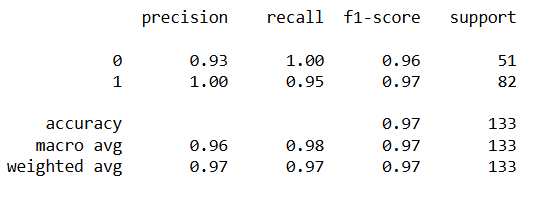 precision recall f1-score support
0 0.93 1.00 0.96 51
1 1.00 0.95 0.97 82
accuracy 0.97 133
macro avg 0.96 0.98 0.97 133
weighted avg 0.97 0.97 0.97 133